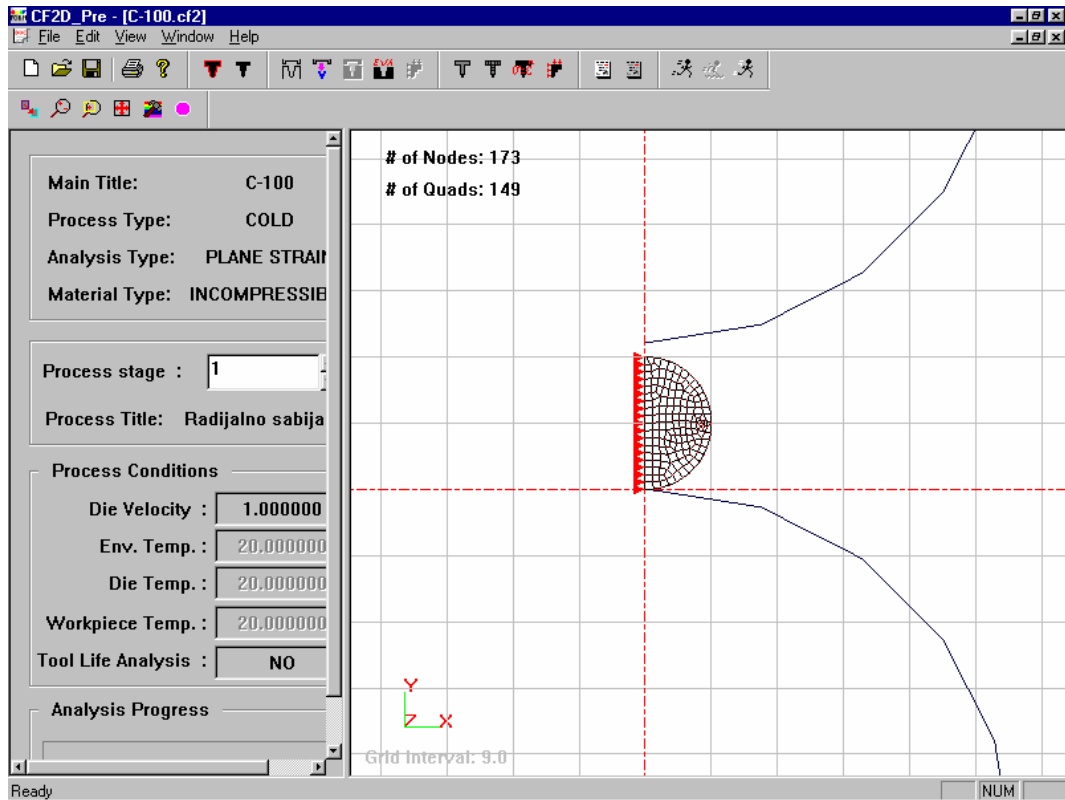 CF2D_Pre - [C-100.cf2]
File Edit View Window Help
EVA
Main Title: C-100
Process Type: COLD
Analysis Type: PLANE STRAIN
Material Type: INCOMPRESSIB
Process stage : 1
Process Title: Radijalno sabija
Process Conditions
Die Velocity : 1.000000
Env. Temp. : 20.000000
Die Temp. : 20.000000
Workpiece Temp. : 20.000000
Tool Life Analysis : NO
Analysis Progress
# of Nodes: 173
# of Quads: 149
Y
Z X
Grid Interval: 9.0
Ready NUM